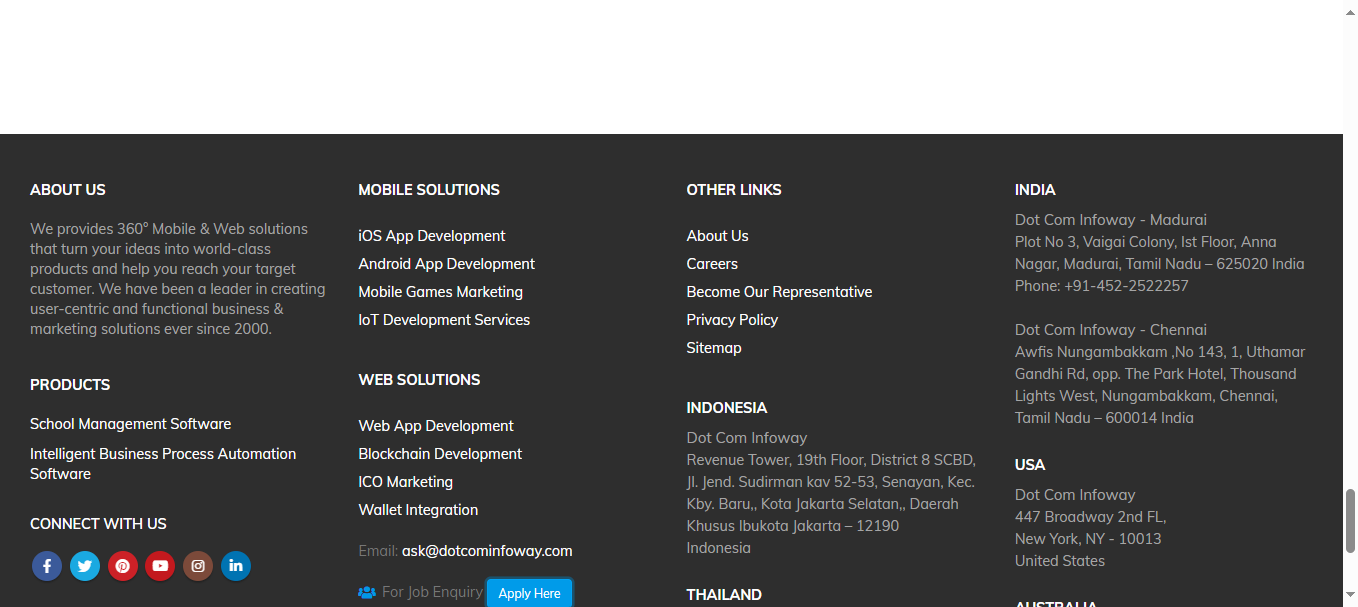 ABOUT US
We provides 360° Mobile & Web solutions
that turn your ideas into world-class
products and help you reach your target
customer. We have been a leader in creating
user-centric and functional business &
marketing solutions ever since 2000.
PRODUCTS
School Management Software
Intelligent Business Process Automation
Software
CONNECT WITH US
MOBILE SOLUTIONS
iOS App Development
Android App Development
Mobile Games Marketing
IoT Development Services
WEB SOLUTIONS
Web App Development
Blockchain Development
ICO Marketing
Wallet Integration
Email: ask@dotcominfoway.com
For Job Enquiry Apply Here
OTHER LINKS
About Us
Careers
Become Our Representative
Privacy Policy
Sitemap
INDONESIA
Dot Com Infoway
Revenue Tower, 19th Floor, District 8 SCBD,
Jl. Jend. Sudirman kav 52-53, Senayan, Kec.
Kby. Baru,, Kota Jakarta Selatan,, Daerah
Khusus Ibukota Jakarta – 12190
Indonesia
THAILAND
INDIA
Dot Com Infoway - Madurai
Plot No 3, Vaigai Colony, Ist Floor, Anna
Nagar, Madurai, Tamil Nadu – 625020 India
Phone: +91-452-2522257
Dot Com Infoway - Chennai
Awfis Nungambakkam ,No 143, 1, Uthamar
Gandhi Rd, opp. The Park Hotel, Thousand
Lights West, Nungambakkam, Chennai,
Tamil Nadu – 600014 India
USA
Dot Com Infoway
447 Broadway 2nd FL,
New York, NY - 10013
United States
AUSTRALIA